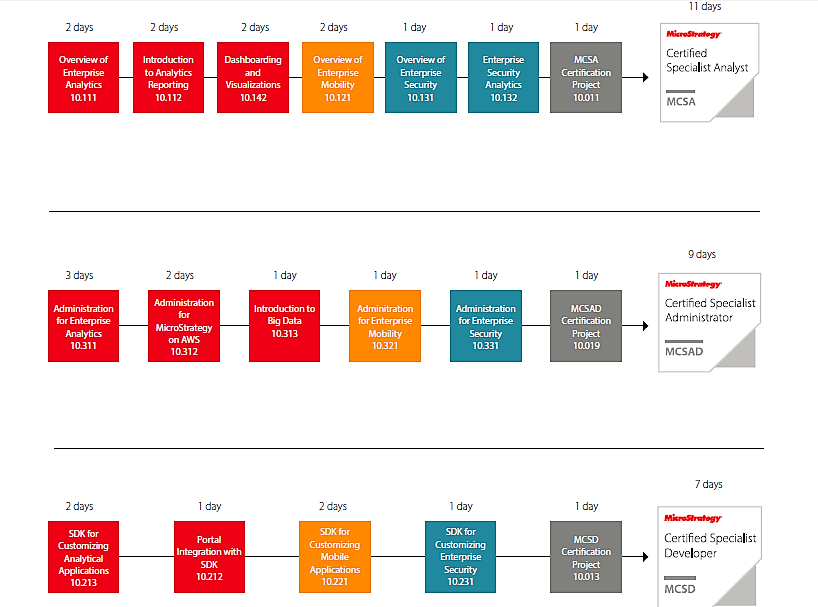 11 days
2 days
2 days
2 days
2 days
1 day
1 day
1 day
Overview of
Enterprise
Analytics
10.111
Introduction
to Analytics
Reporting
10.112
Dashboarding
and
Visualizations
10.142
Overview of
Enterprise
Mobility
10.121
Overview of
Enterprise
Security
10.131
Enterprise
Security
Analytics
10.132
MCSA
Certification
Project
10.011
MicroStrategy
Certified
Specialist Analyst
MCSA
9 days
3 days
2 days
1 day
1 day
1 day
1 day
Administration
for Enterprise
Analytics
10.311
Administration
for
MicroStrategy
on AWS
10.312
Introduction to
Big Data
10.313
Adminitration
for Enterprise
Mobility
10.321
Administration
for Enterprise
Security
10.331
MCSAD
Certification
Project
10.019
MicroStrategy
Certified Specialist
Administrator
MCSAD
7 days
2 days
1 day
2 days
1 day
1 day
SDK for
Customizing
Analytical
Applications
10.213
Portal
Integration with
SDK
10.212
SDK for
Customizing
Mobile
Applications
10.221
SDK for
Customizing
Enterprise
Security
10.231
MCSD
Certification
Project
10.013
MicroStrategy
Certified Specialist
Developer
MCSD